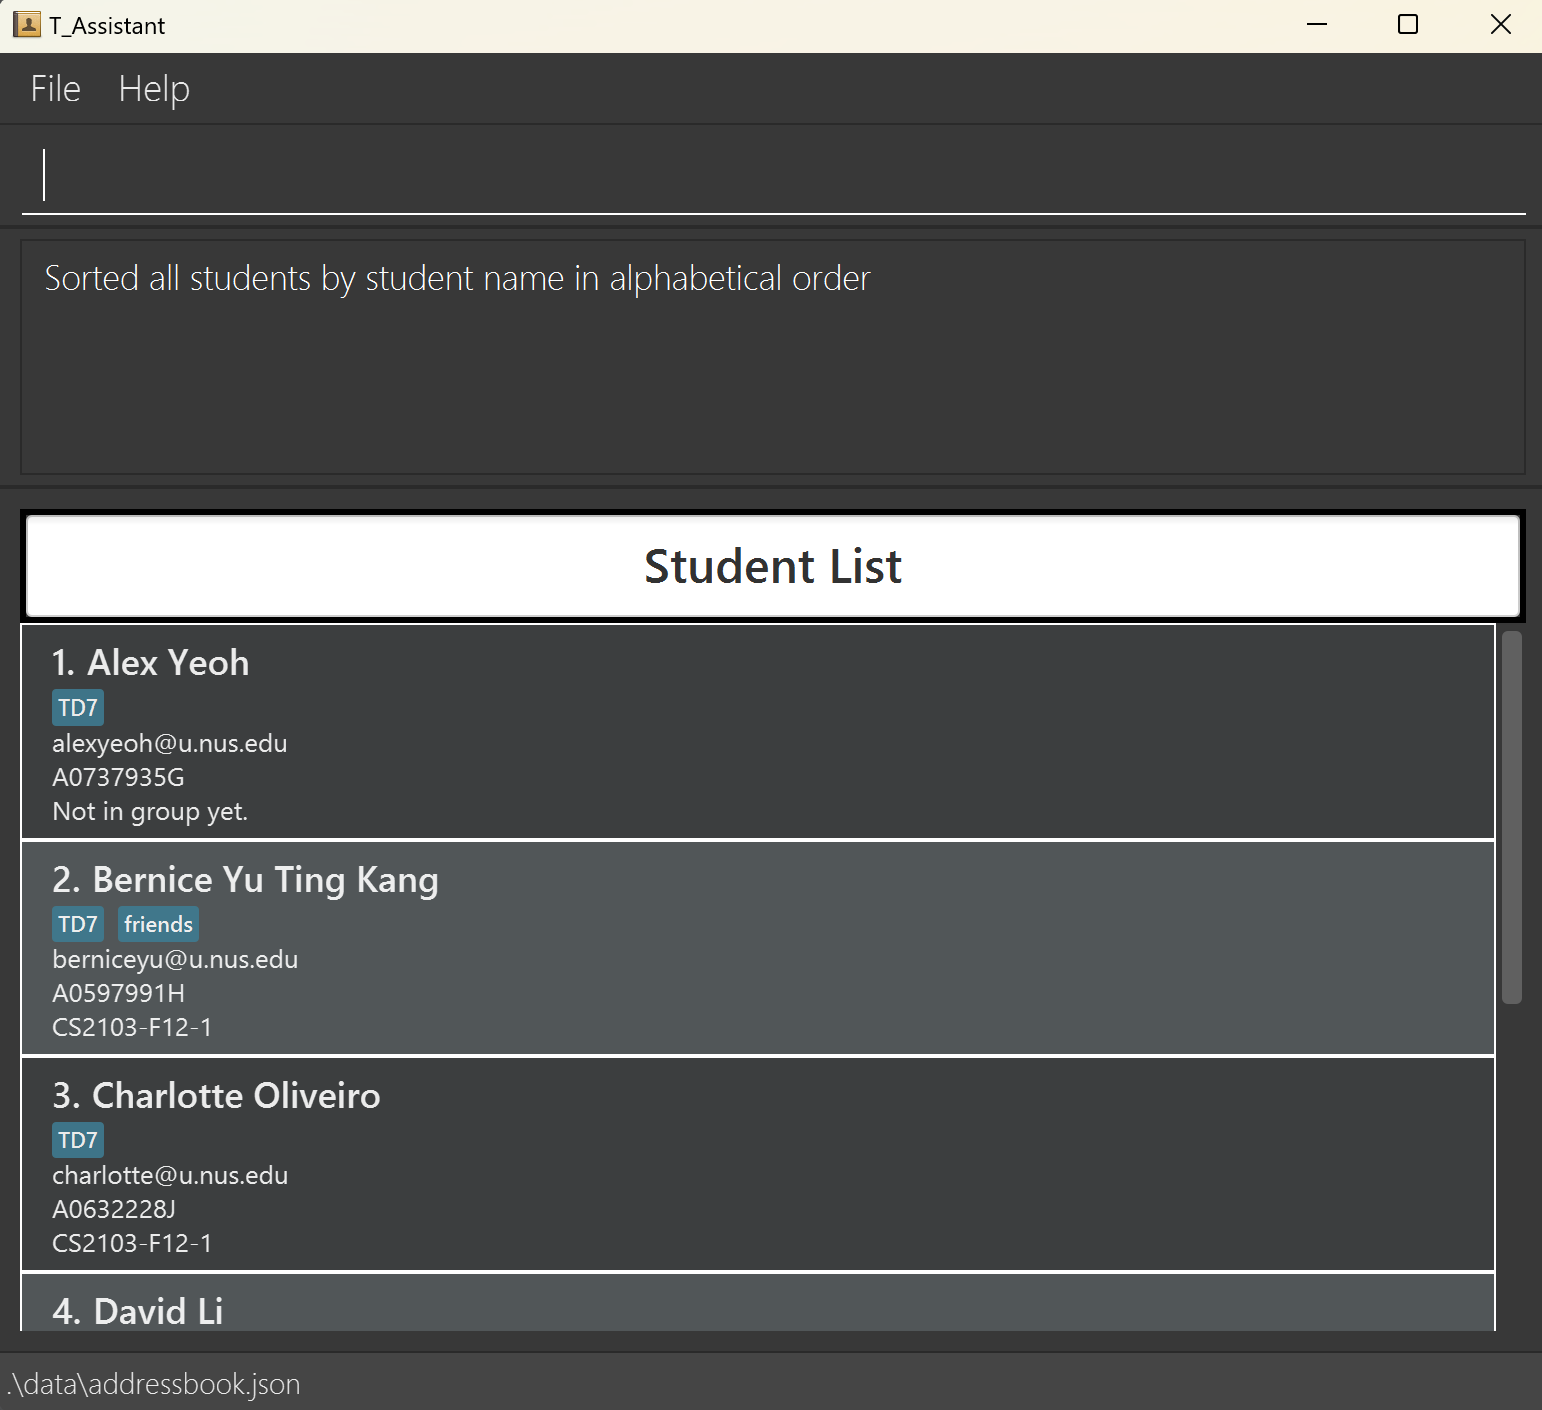 T_Assistant
File Help
Sorted all students by student name in alphabetical order
Student List
1. Alex Yeoh
TD7
alexyeoh@u.nus.edu
A0737935G
Not in group yet.
2. Bernice Yu Ting Kang
TD7 friends
berniceyu@u.nus.edu
A0597991H
CS2103-F12-1
3. Charlotte Oliveiro
TD7
charlotte@u.nus.edu
A0632228J
CS2103-F12-1
4. David Li
.\data\addressbook.json